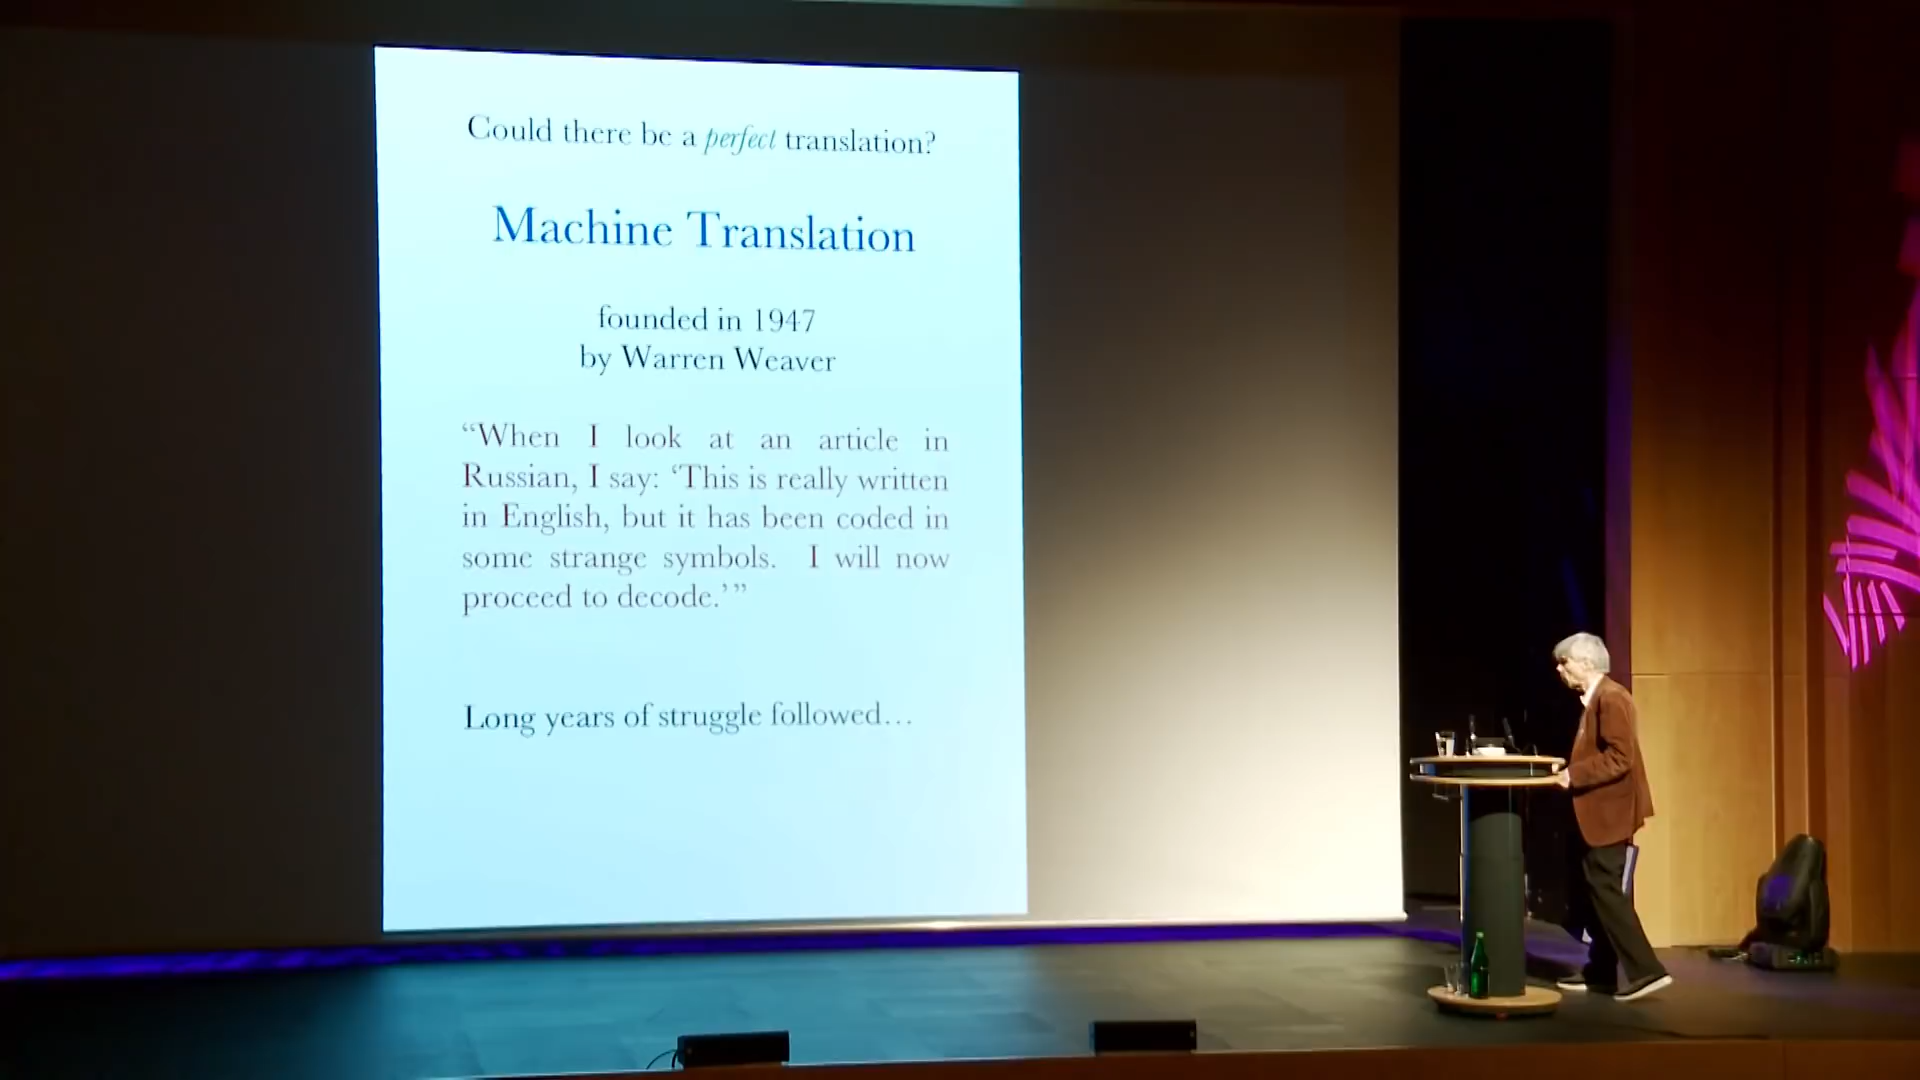 Could there be a perfect translation?
Machine Translation
founded in 1947
by Warren Weaver
“When I look at an article in
Russian, I say: ‘This is really written
in English, but it has been coded in
some strange symbols. I will now
proceed to decode.’”
Long years of struggle followed…